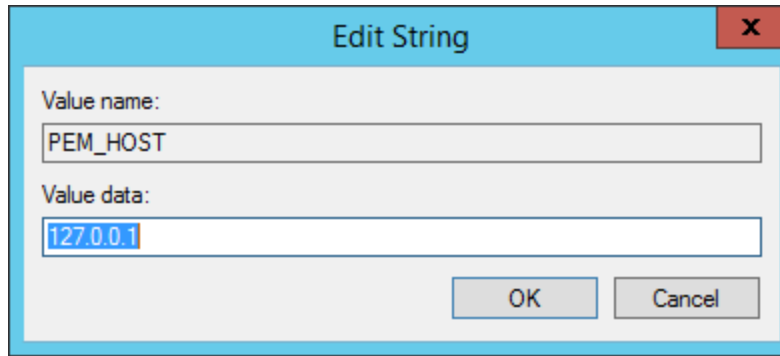 Edit String
x
Value name:
PEM_HOST
Value data:
127.0.0.1
OK Cancel